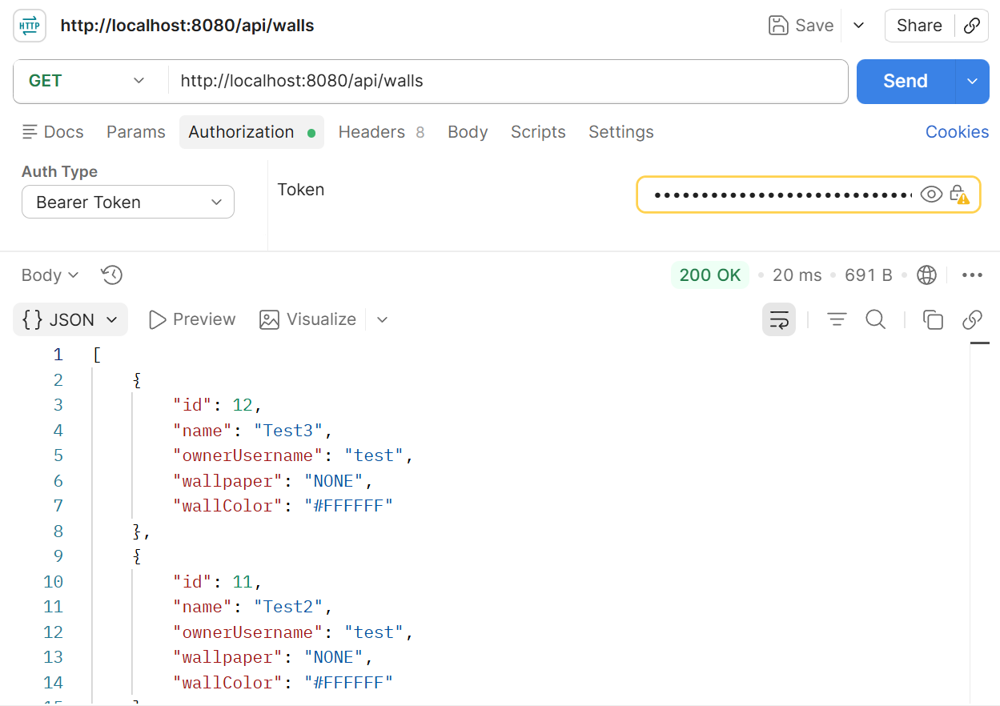 HTTP http://localhost:8080/api/walls Save Share
GET http://localhost:8080/api/walls Send
Docs Params Authorization Headers 8 Body Scripts Settings Cookies
Auth Type
Bearer Token
Token
Body 200 OK 20 ms 691 B
{} JSON Preview Visualize
1 [
2 {
3 "id": 12,
4 "name": "Test3",
5 "ownerUsername": "test",
6 "wallpaper": "NONE",
7 "wallColor": "#FFFFFF"
8 },
9 {
10 "id": 11,
11 "name": "Test2",
12 "ownerUsername": "test",
13 "wallpaper": "NONE",
14 "wallColor": "#FFFFFF"